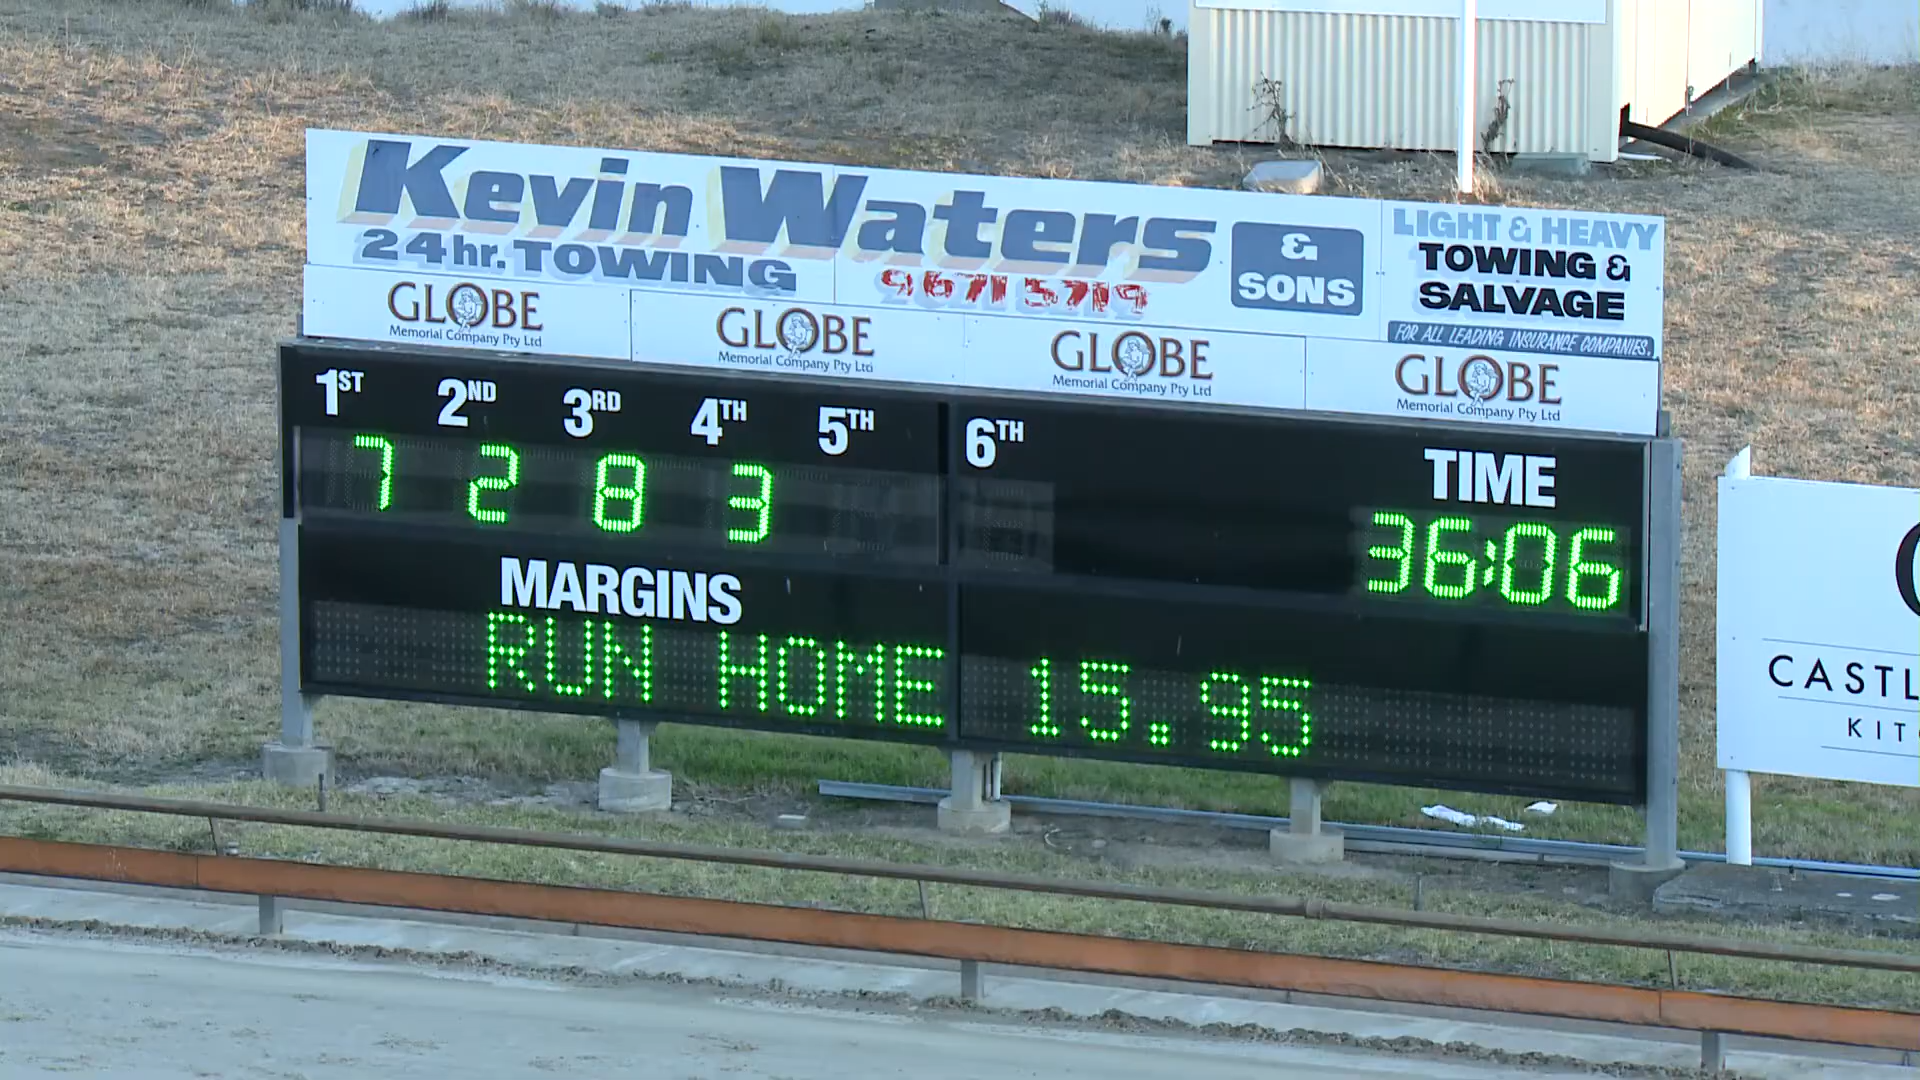 Kevin Waters & SONS
24hr. TOWING 9671 5719
LIGHT & HEAVY
TOWING &
SALVAGE
FOR ALL LEADING INSURANCE COMPANIES.
GLOBE
Memorial Company Pty Ltd
GLOBE
Memorial Company Pty Ltd
GLOBE
Memorial Company Pty Ltd
GLOBE
Memorial Company Pty Ltd
1ST 2ND 3RD 4TH 5TH 6TH TIME
7 2 8 3 36:06
MARGINS
RUN HOME 15.95